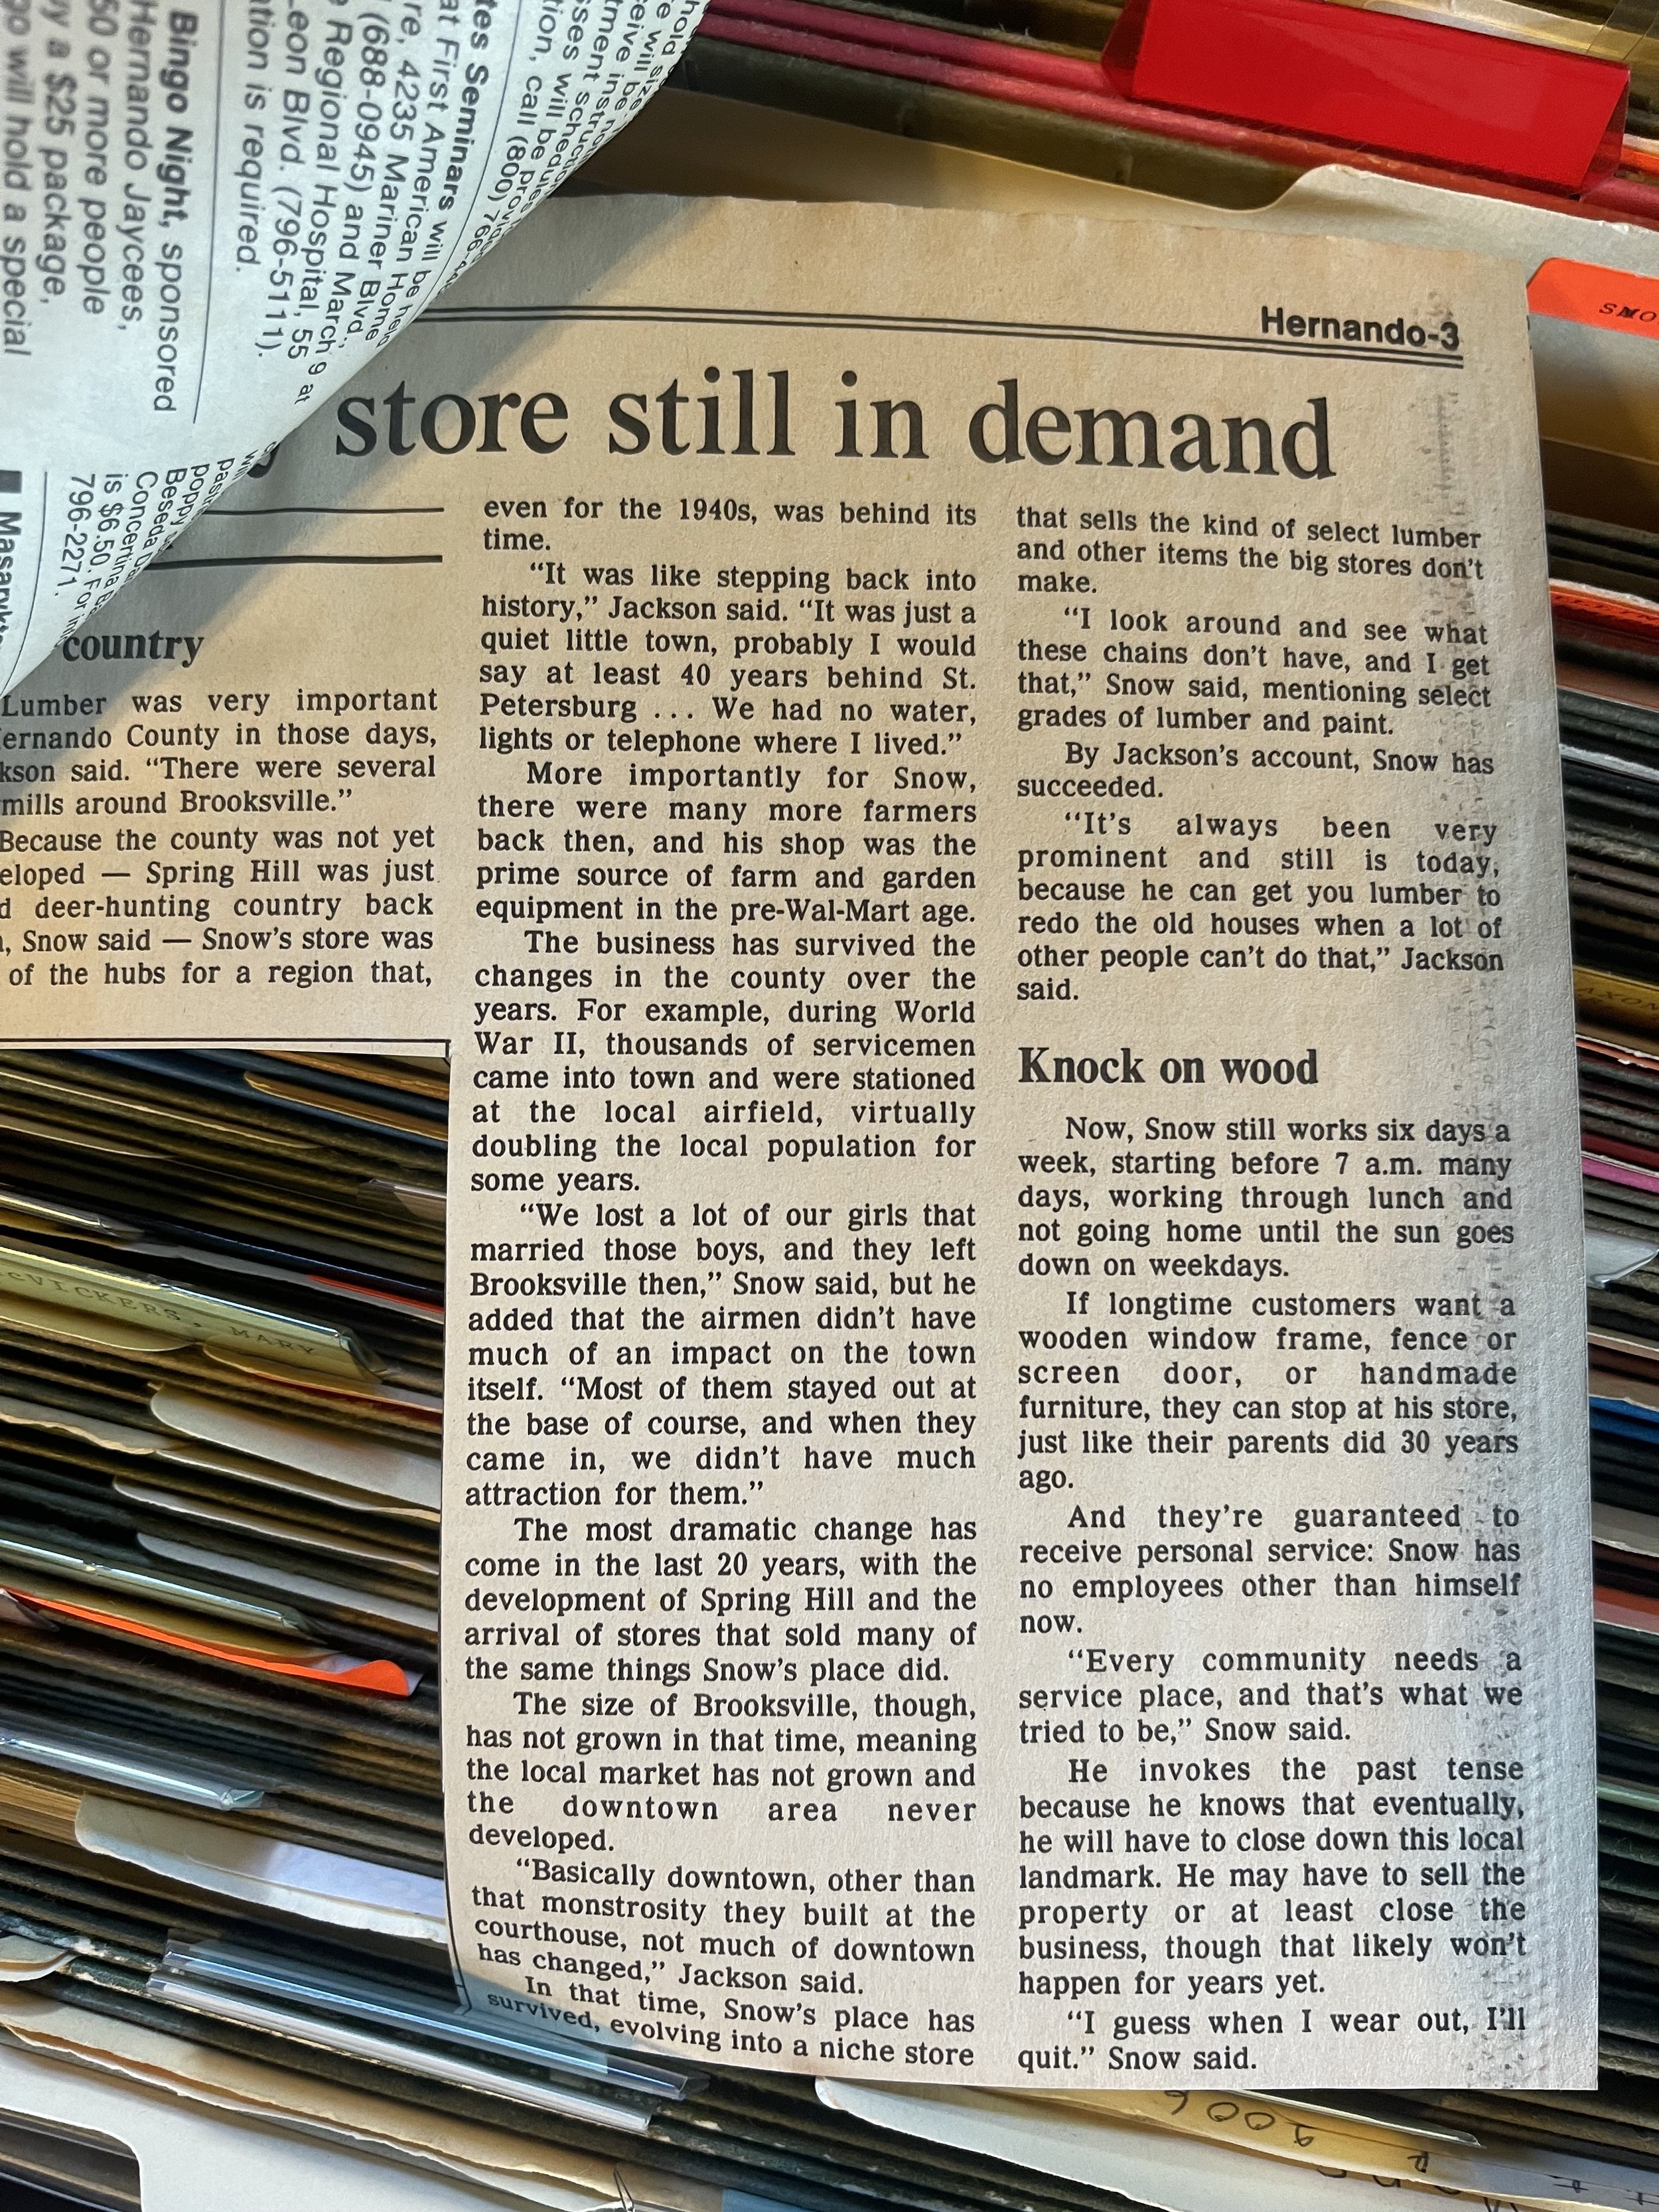 Bingo Night, sponsored
Hernando Jaycees,
50 or more people
a $25 package,
will hold a special
Seminars will be held
at First American Home
4235 Mariner Blvd.,
(688-0945) and March 9 at
Regional Hospital, 55
Leon Blvd. (796-5111).
is required.
call (800)
Beseda
Concertina
is $6.50. For
796-2271.
Hernando-3
store still in demand
country
Lumber was very important
County in those days,
said. “There were several
mills around Brooksville.”
Because the county was not yet
— Spring Hill was just
deer-hunting country back
Snow said — Snow’s store was
of the hubs for a region that,
even for the 1940s, was behind its
time.
“It was like stepping back into
history,” Jackson said. “It was just a
quiet little town, probably I would
say at least 40 years behind St.
Petersburg ... We had no water,
lights or telephone where I lived.”
More importantly for Snow,
there were many more farmers
back then, and his shop was the
prime source of farm and garden
equipment in the pre-Wal-Mart age.
The business has survived the
changes in the county over the
years. For example, during World
War II, thousands of servicemen
came into town and were stationed
at the local airfield, virtually
doubling the local population for
some years.
“We lost a lot of our girls that
married those boys, and they left
Brooksville then,” Snow said, but he
added that the airmen didn’t have
much of an impact on the town
itself. “Most of them stayed out at
the base of course, and when they
came in, we didn’t have much
attraction for them.”
The most dramatic change has
come in the last 20 years, with the
development of Spring Hill and the
arrival of stores that sold many of
the same things Snow’s place did.
The size of Brooksville, though,
has not grown in that time, meaning
the local market has not grown and
the downtown area never
developed.
“Basically downtown, other than
that monstrosity they built at the
courthouse, not much of downtown
has changed,” Jackson said.
In that time, Snow’s place has
survived, evolving into a niche store
that sells the kind of select lumber
and other items the big stores don’t
make.
“I look around and see what
these chains don’t have, and I get
that,” Snow said, mentioning select
grades of lumber and paint.
By Jackson’s account, Snow has
succeeded.
“It’s always been very
prominent and still is today,
because he can get you lumber to
redo the old houses when a lot of
other people can’t do that,” Jackson
said.
Knock on wood
Now, Snow still works six days a
week, starting before 7 a.m. many
days, working through lunch and
not going home until the sun goes
down on weekdays.
If longtime customers want a
wooden window frame, fence or
screen door, or handmade
furniture, they can stop at his store,
just like their parents did 30 years
ago.
And they’re guaranteed to
receive personal service: Snow has
no employees other than himself
now.
“Every community needs a
service place, and that’s what we
tried to be,” Snow said.
He invokes the past tense
because he knows that eventually,
he will have to close down this local
landmark. He may have to sell the
property or at least close the
business, though that likely won’t
happen for years yet.
“I guess when I wear out, I’ll
quit.” Snow said.
SMO
VICKERS, MARY
2006